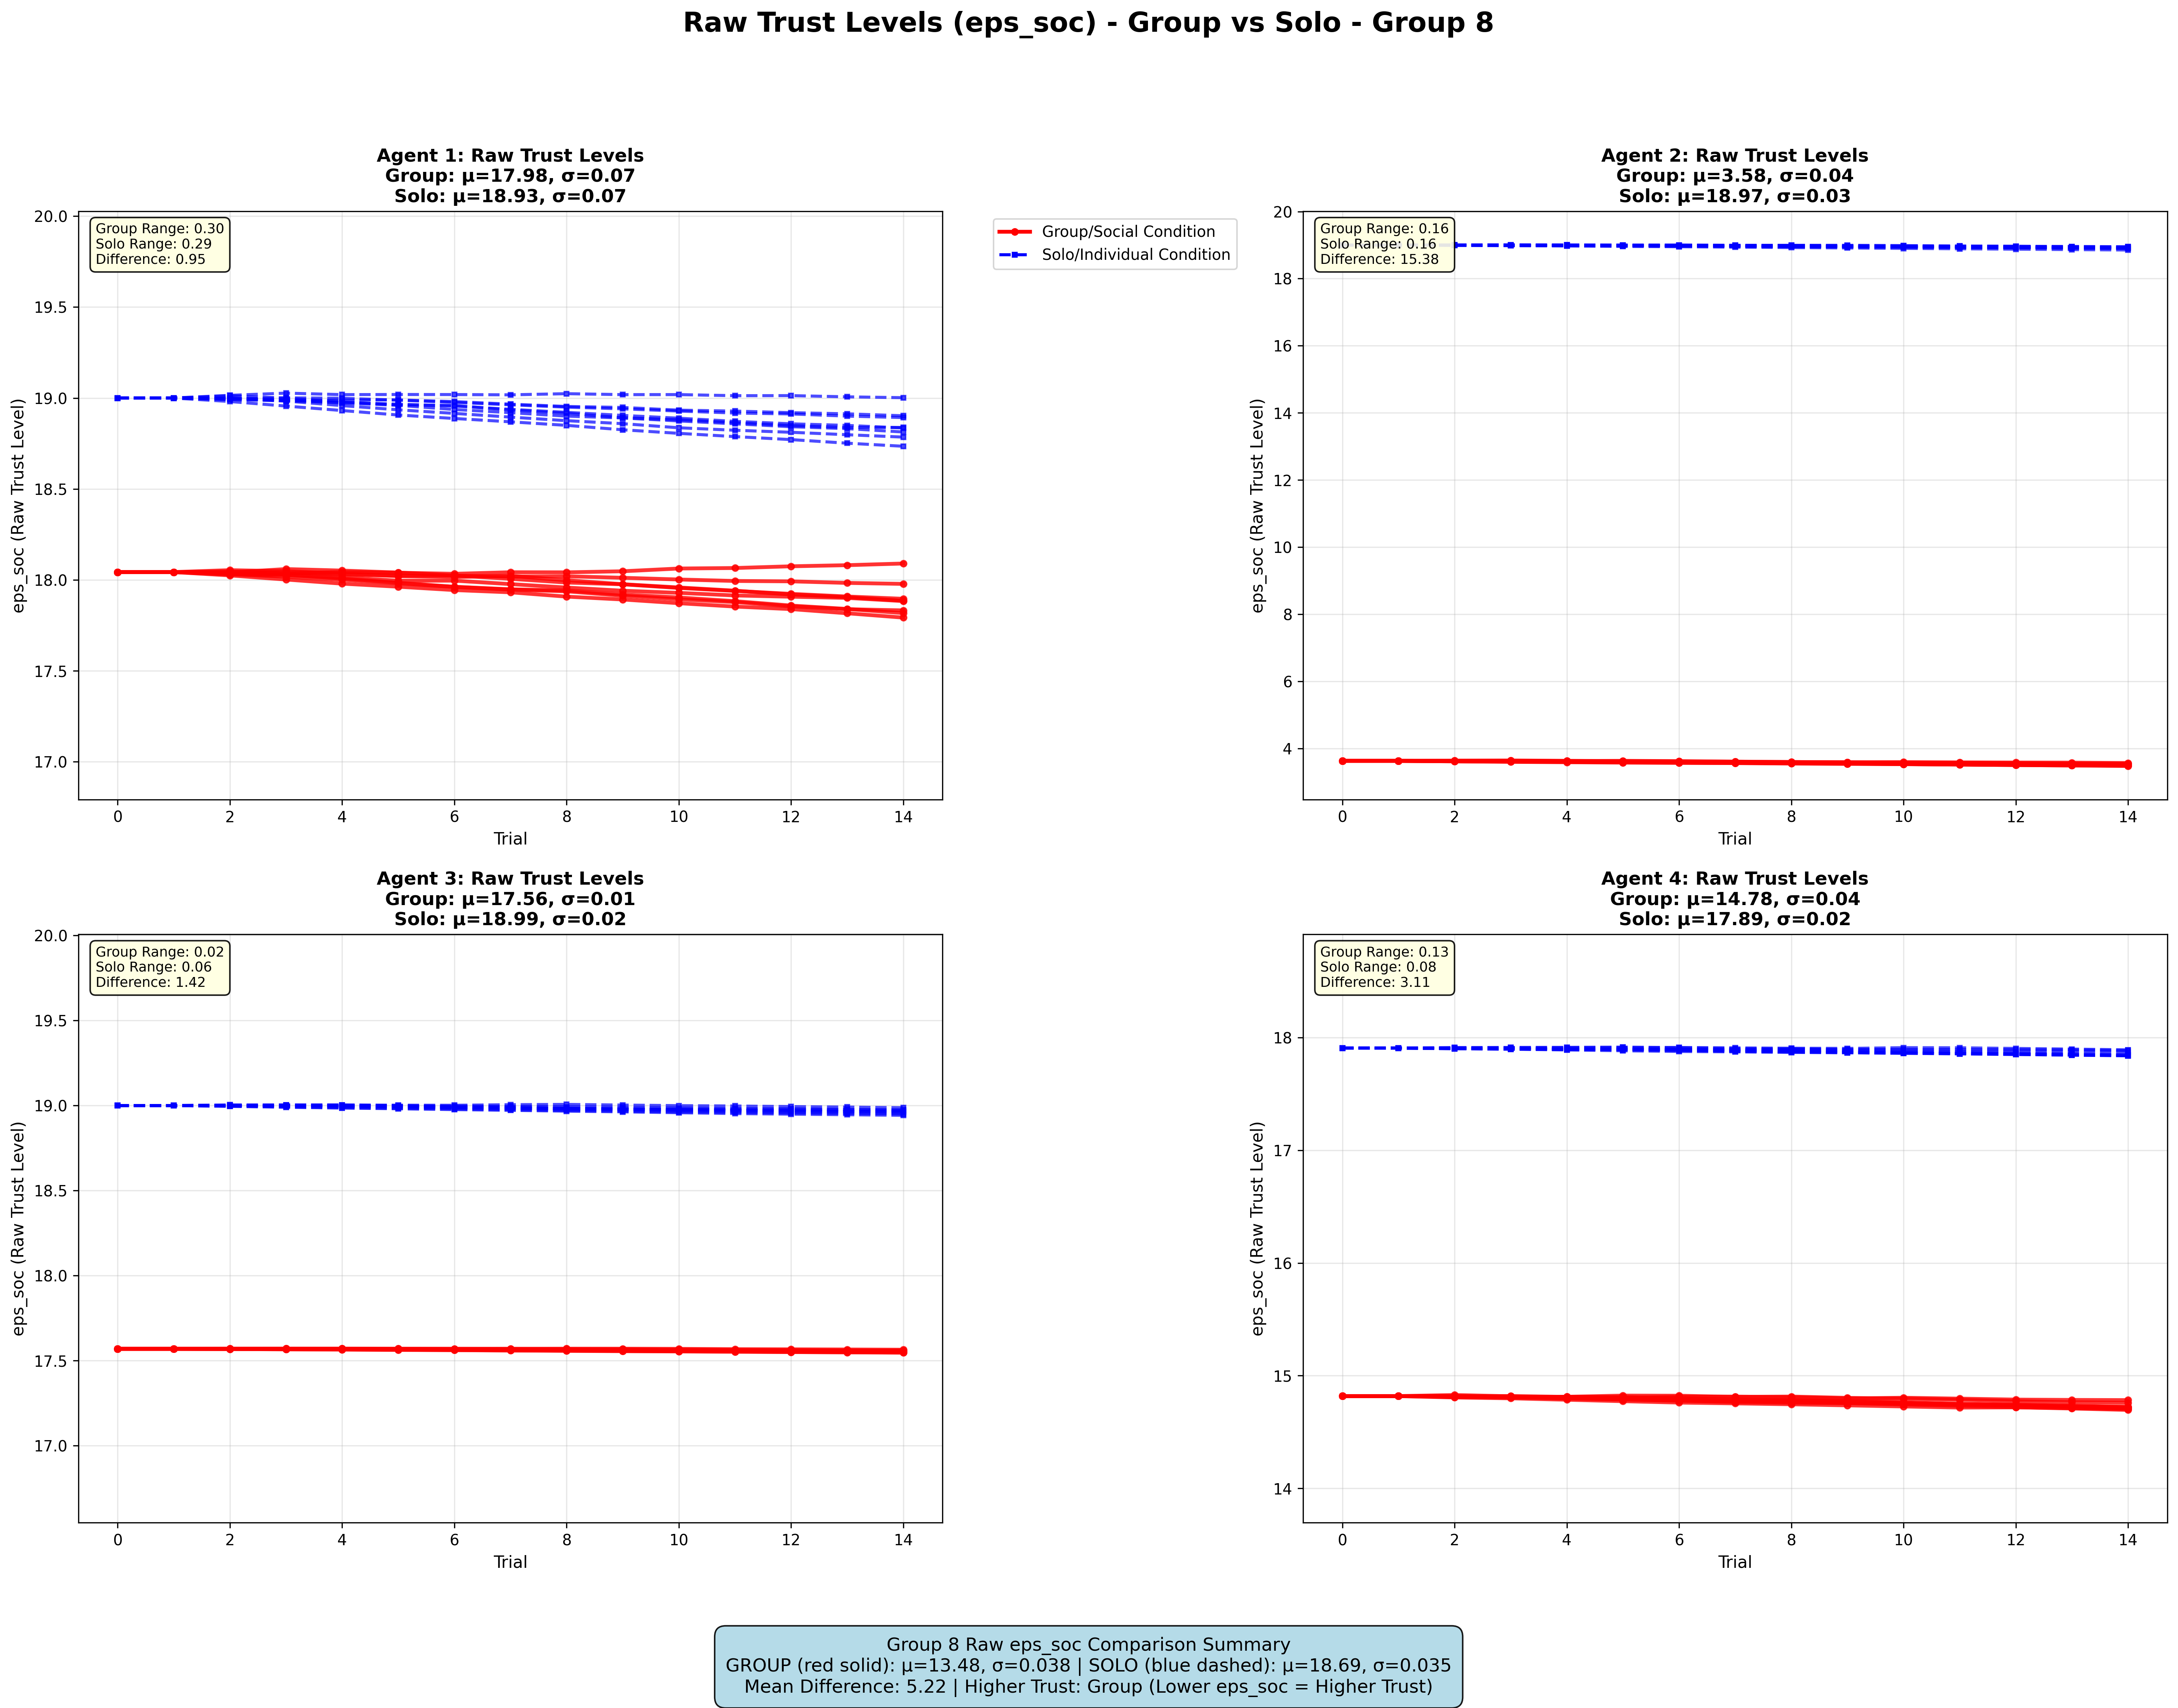 Raw Trust Levels (eps_soc) - Group vs Solo - Group 8
Agent 1: Raw Trust Levels
Group: μ=17.98, σ=0.07
Solo: μ=18.93, σ=0.07
Group Range: 0.30
Solo Range: 0.29
Difference: 0.95
20.0
19.5
19.0
18.5
18.0
17.5
17.0
eps_soc (Raw Trust Level)
0 2 4 6 8 10 12 14
Trial
Group/Social Condition
Solo/Individual Condition
Agent 2: Raw Trust Levels
Group: μ=3.58, σ=0.04
Solo: μ=18.97, σ=0.03
Group Range: 0.16
Solo Range: 0.16
Difference: 15.38
20
18
16
14
12
10
8
6
4
eps_soc (Raw Trust Level)
0 2 4 6 8 10 12 14
Trial
Agent 3: Raw Trust Levels
Group: μ=17.56, σ=0.01
Solo: μ=18.99, σ=0.02
Group Range: 0.02
Solo Range: 0.06
Difference: 1.42
20.0
19.5
19.0
18.5
18.0
17.5
17.0
eps_soc (Raw Trust Level)
0 2 4 6 8 10 12 14
Trial
Agent 4: Raw Trust Levels
Group: μ=14.78, σ=0.04
Solo: μ=17.89, σ=0.02
Group Range: 0.13
Solo Range: 0.08
Difference: 3.11
18
17
16
15
14
eps_soc (Raw Trust Level)
0 2 4 6 8 10 12 14
Trial
Group 8 Raw eps_soc Comparison Summary
GROUP (red solid): μ=13.48, σ=0.038 | SOLO (blue dashed): μ=18.69, σ=0.035
Mean Difference: 5.22 | Higher Trust: Group (Lower eps_soc = Higher Trust)